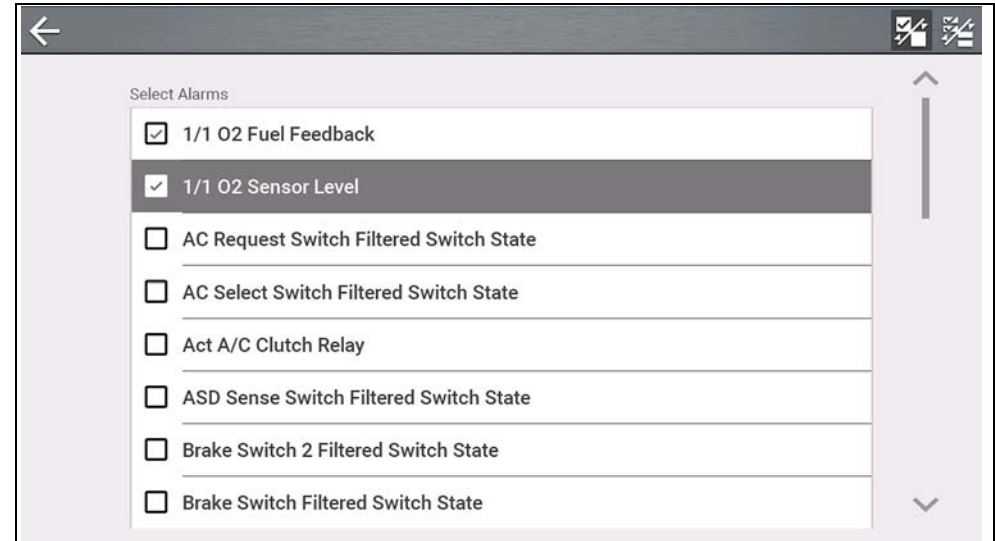 Select Alarms
1/1 O2 Fuel Feedback
1/1 O2 Sensor Level
AC Request Switch Filtered Switch State
AC Select Switch Filtered Switch State
Act A/C Clutch Relay
ASD Sense Switch Filtered Switch State
Brake Switch 2 Filtered Switch State
Brake Switch Filtered Switch State